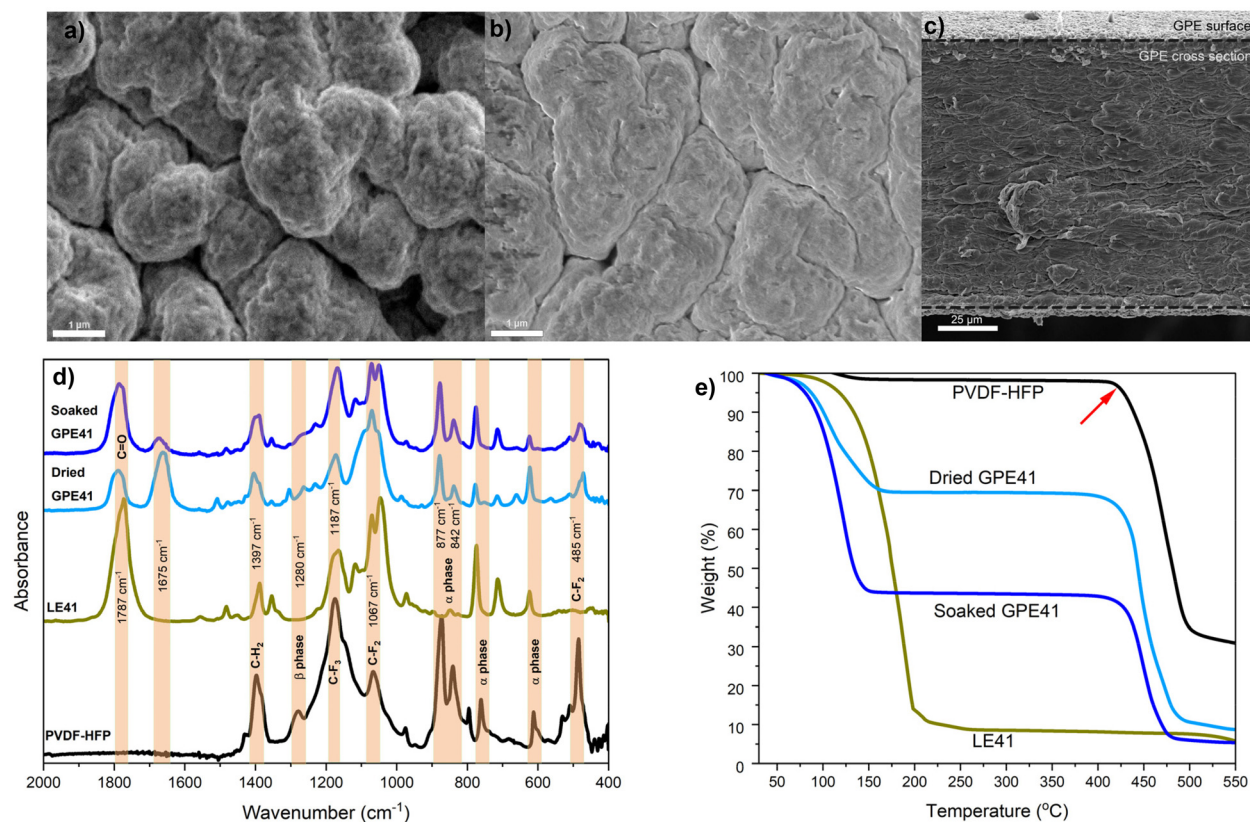 a)
1 µm
b)
1 µm
c)
GPE surface
GPE cross section
25 µm
d)
Absorbance
Soaked
GPE41
Dried
GPE41
LE41
PVDF-HFP
C=O
1787 cm⁻¹
1675 cm⁻¹
1397 cm⁻¹
C-H₂
1280 cm⁻¹
β phase
1187 cm⁻¹
C-F₃
1067 cm⁻¹
C-F₂
877 cm⁻¹
842 cm⁻¹
α phase
α phase
α phase
485 cm⁻¹
C-F₂
2000 1800 1600 1400 1200 1000 800 600 400
Wavenumber (cm⁻¹)
e)
Weight (%)
100
90
80
70
60
50
40
30
20
10
0
PVDF-HFP
Dried GPE41
Soaked GPE41
LE41
50 100 150 200 250 300 350 400 450 500 550
Temperature (°C)